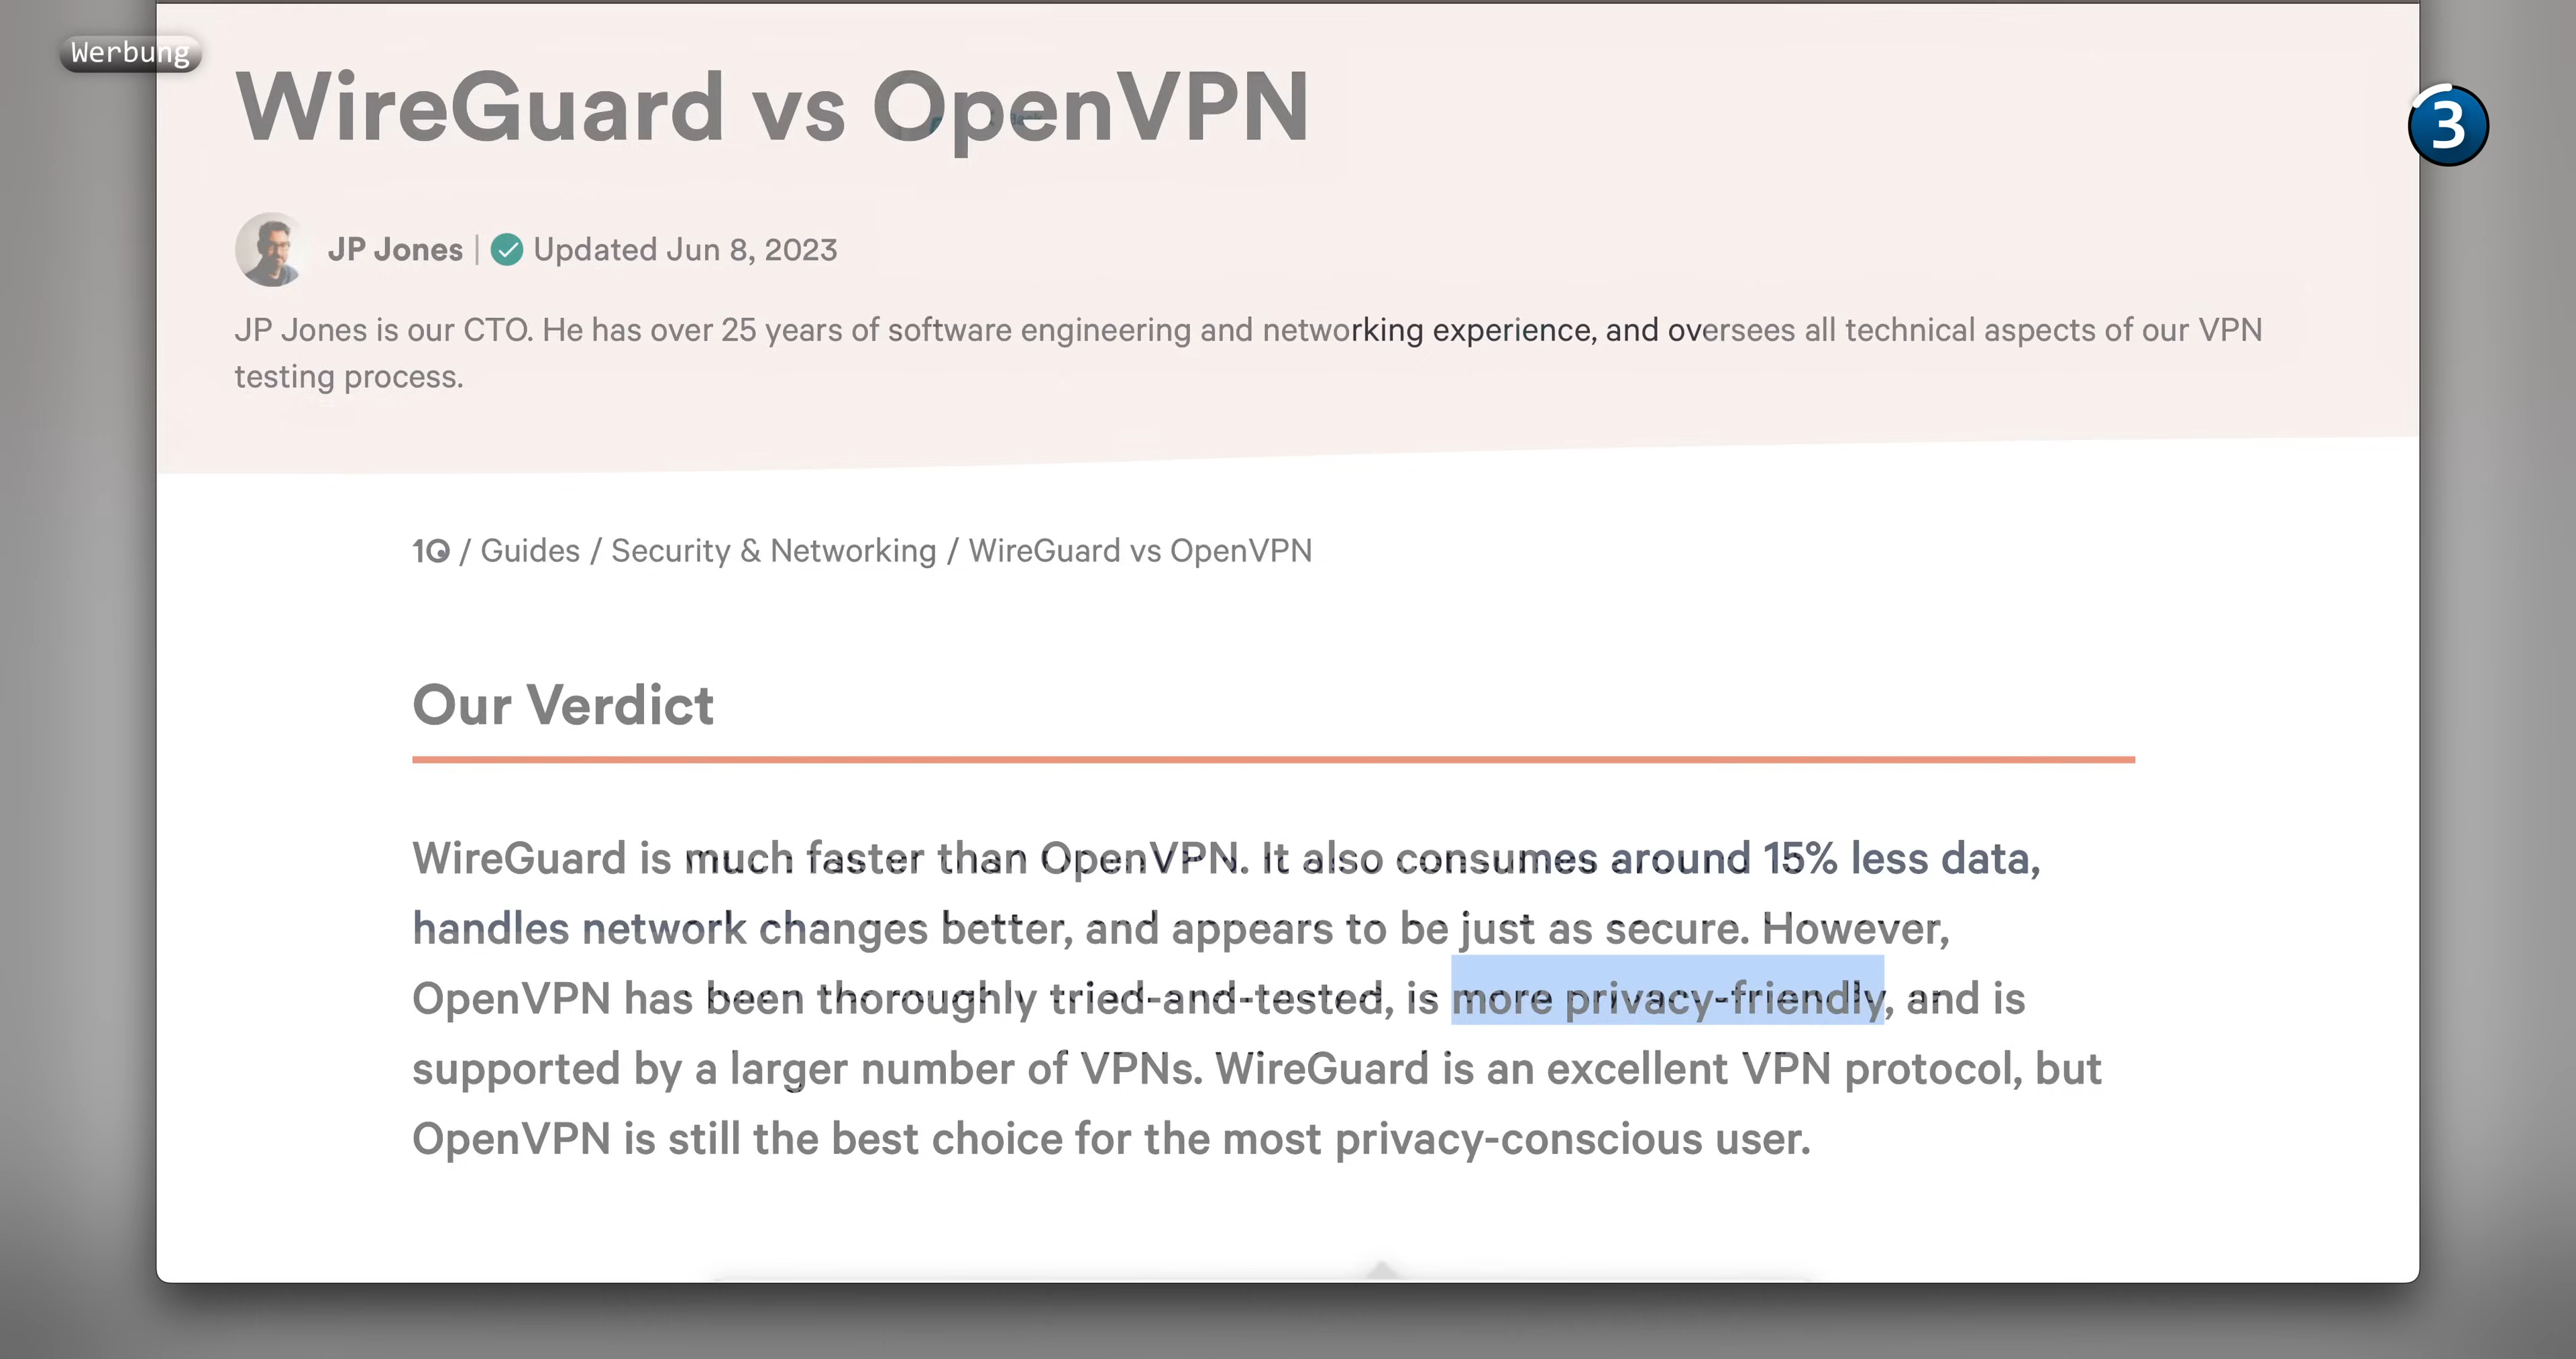 Werbung
WireGuard vs OpenVPN
3
JP Jones | Updated Jun 8, 2023
JP Jones is our CTO. He has over 25 years of software engineering and networking experience, and oversees all technical aspects of our VPN
testing process.
/ Guides / Security & Networking / WireGuard vs OpenVPN
Our Verdict
WireGuard is much faster than OpenVPN. It also consumes around 15% less data,
handles network changes better, and appears to be just as secure. However,
OpenVPN has been thoroughly tried-and-tested, is more privacy-friendly, and is
supported by a larger number of VPNs. WireGuard is an excellent VPN protocol, but
OpenVPN is still the best choice for the most privacy-conscious user.